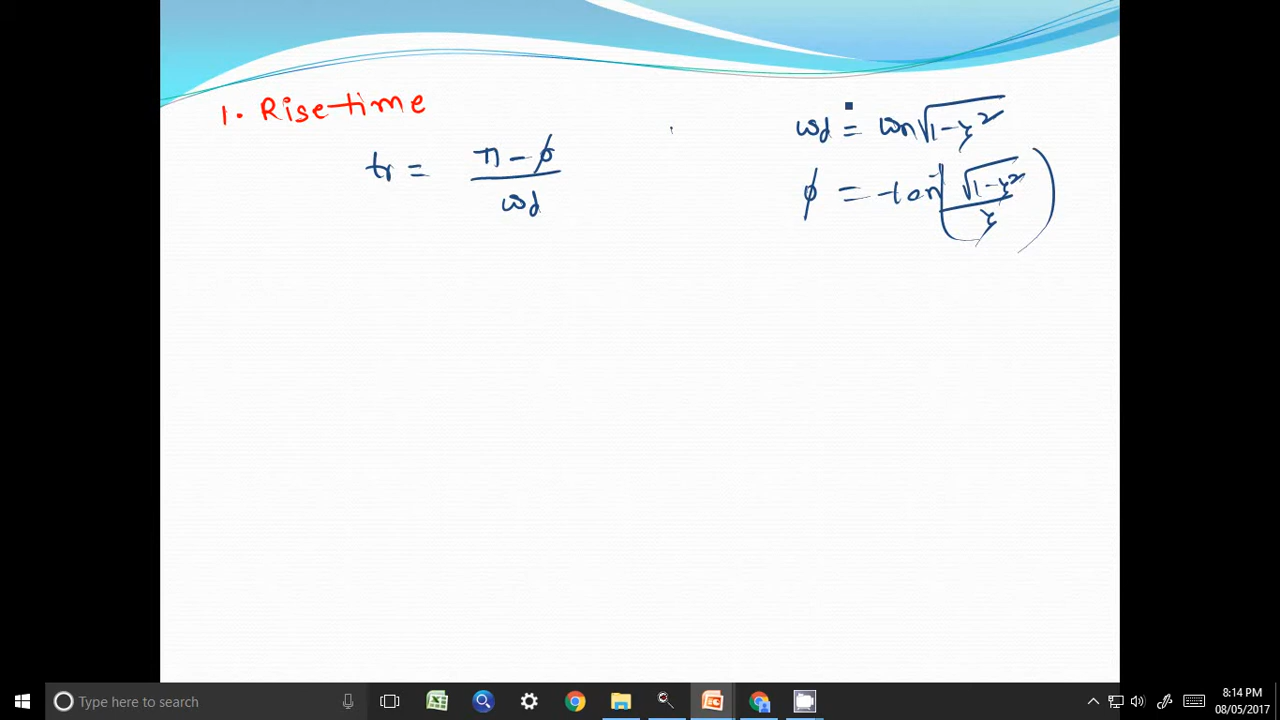 1. Rise-time
tr = π - ϕ / ωd
ωd = ωn√1-ζ²
ϕ = tan⁻¹(√1-ζ² / ζ)
Type here to search
8:14 PM
08/05/2017